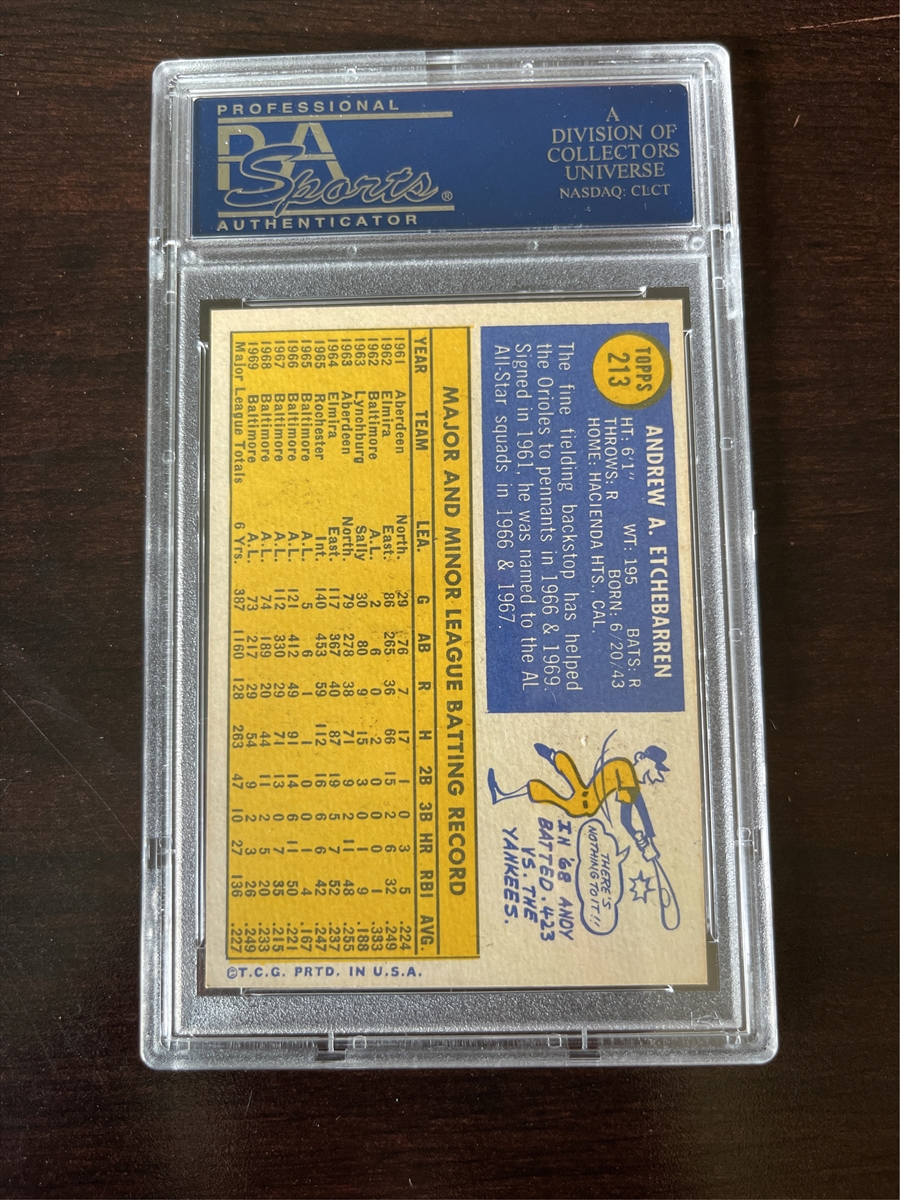 PROFESSIONAL
PSA
Sports®
AUTHENTICATOR
A
DIVISION OF
COLLECTORS
UNIVERSE
NASDAQ: CLCT
TOPPS
213
ANDREW A. ETCHEBARREN
HT: 6'1" WT: 195 BATS: R
THROWS: R BORN: 6/20/43
HOME: HACIENDA HTS., CAL.
The fine fielding backstop has helped
the Orioles to pennants in 1966 & 1969.
Signed in 1961, he was named to the AL
All-Star squads in 1966 & 1967
THERE'S
NOTHING TO IT!!
IN '68 ANDY
BATTED .423
VS. THE
YANKEES.
MAJOR AND MINOR LEAGUE BATTING RECORD
YEAR TEAM LEA. G AB R H 2B 3B HR RBI AVG.
1961 Aberdeen North. 29 76 7 17 1 0 3 5 .224
1962 Elmira East. 86 265 36 66 15 2 6 32 .249
1962 Baltimore A.L. 2 6 0 2 0 0 0 1 .333
1963 Lynchburg Sally 30 80 9 15 3 0 1 9 .188
1963 Aberdeen North 79 278 38 71 9 2 11 48 .255
1964 Elmira East. 117 367 40 87 19 5 7 52 .237
1965 Rochester Int. 140 453 59 112 16 1 6 42 .247
1965 Baltimore A.L. 5 6 1 1 0 0 1 4 .167
1966 Baltimore A.L. 121 412 49 91 14 6 11 50 .221
1967 Baltimore A.L. 112 330 29 71 13 0 7 35 .215
1968 Baltimore A.L. 74 189 20 44 11 2 5 20 .233
1969 Baltimore A.L. 73 217 29 54 9 2 3 26 .249
Major League Totals 6 Yrs. 387 1160 128 263 47 10 27 136 .227
©T.C.G. PRTD. IN U.S.A.